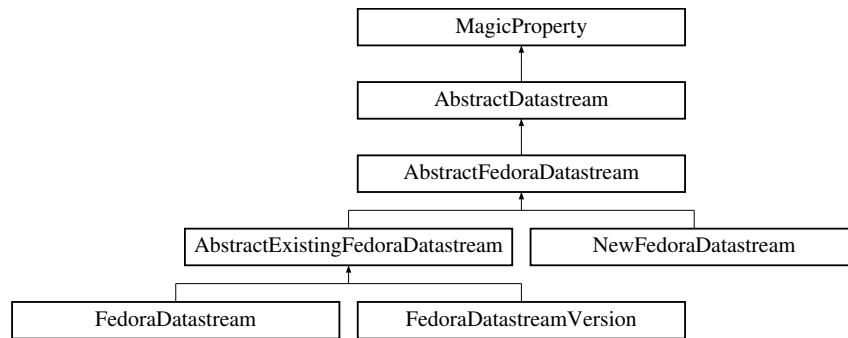 MagicProperty
AbstractDatastream
AbstractFedoraDatastream
AbstractExistingFedoraDatastream
NewFedoraDatastream
FedoraDatastream
FedoraDatastreamVersion